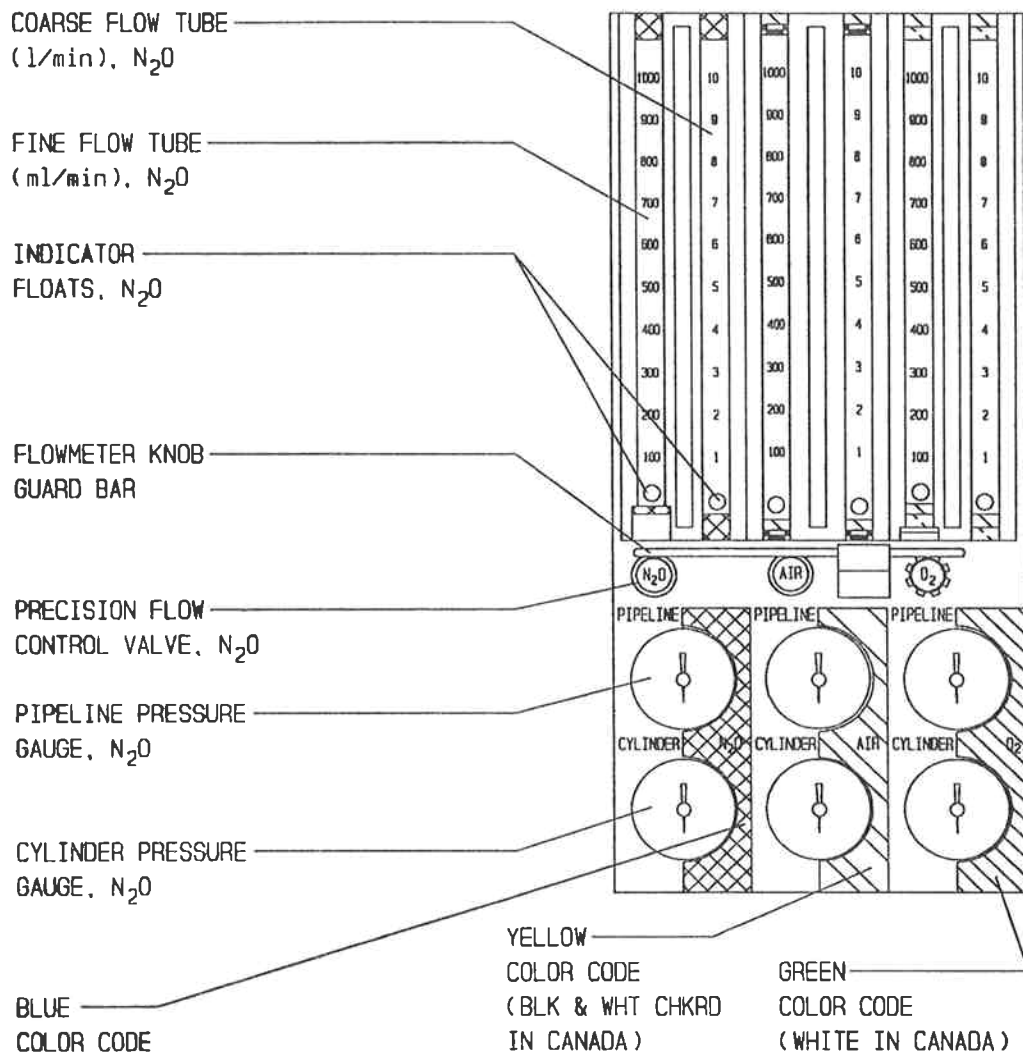 COARSE FLOW TUBE
(l/min), N₂O
FINE FLOW TUBE
(ml/min), N₂O
INDICATOR
FLOATS, N₂O
FLOWMETER KNOB
GUARD BAR
PRECISION FLOW
CONTROL VALVE, N₂O
PIPELINE PRESSURE
GAUGE, N₂O
CYLINDER PRESSURE
GAUGE, N₂O
BLUE
COLOR CODE
1000 10 1000 10 1000 10
900 9 900 9 900 9
800 8 800 8 800 8
700 7 700 7 700 7
600 6 600 6 600 6
500 5 500 5 500 5
400 4 400 4 400 4
300 3 300 3 300 3
200 2 200 2 200 2
100 1 100 1 100 1
N₂O AIR O₂
PIPELINE PIPELINE PIPELINE
CYLINDER N₂O CYLINDER AIR CYLINDER O₂
YELLOW
COLOR CODE
(BLK & WHT CHKRD
IN CANADA)
GREEN
COLOR CODE
(WHITE IN CANADA)